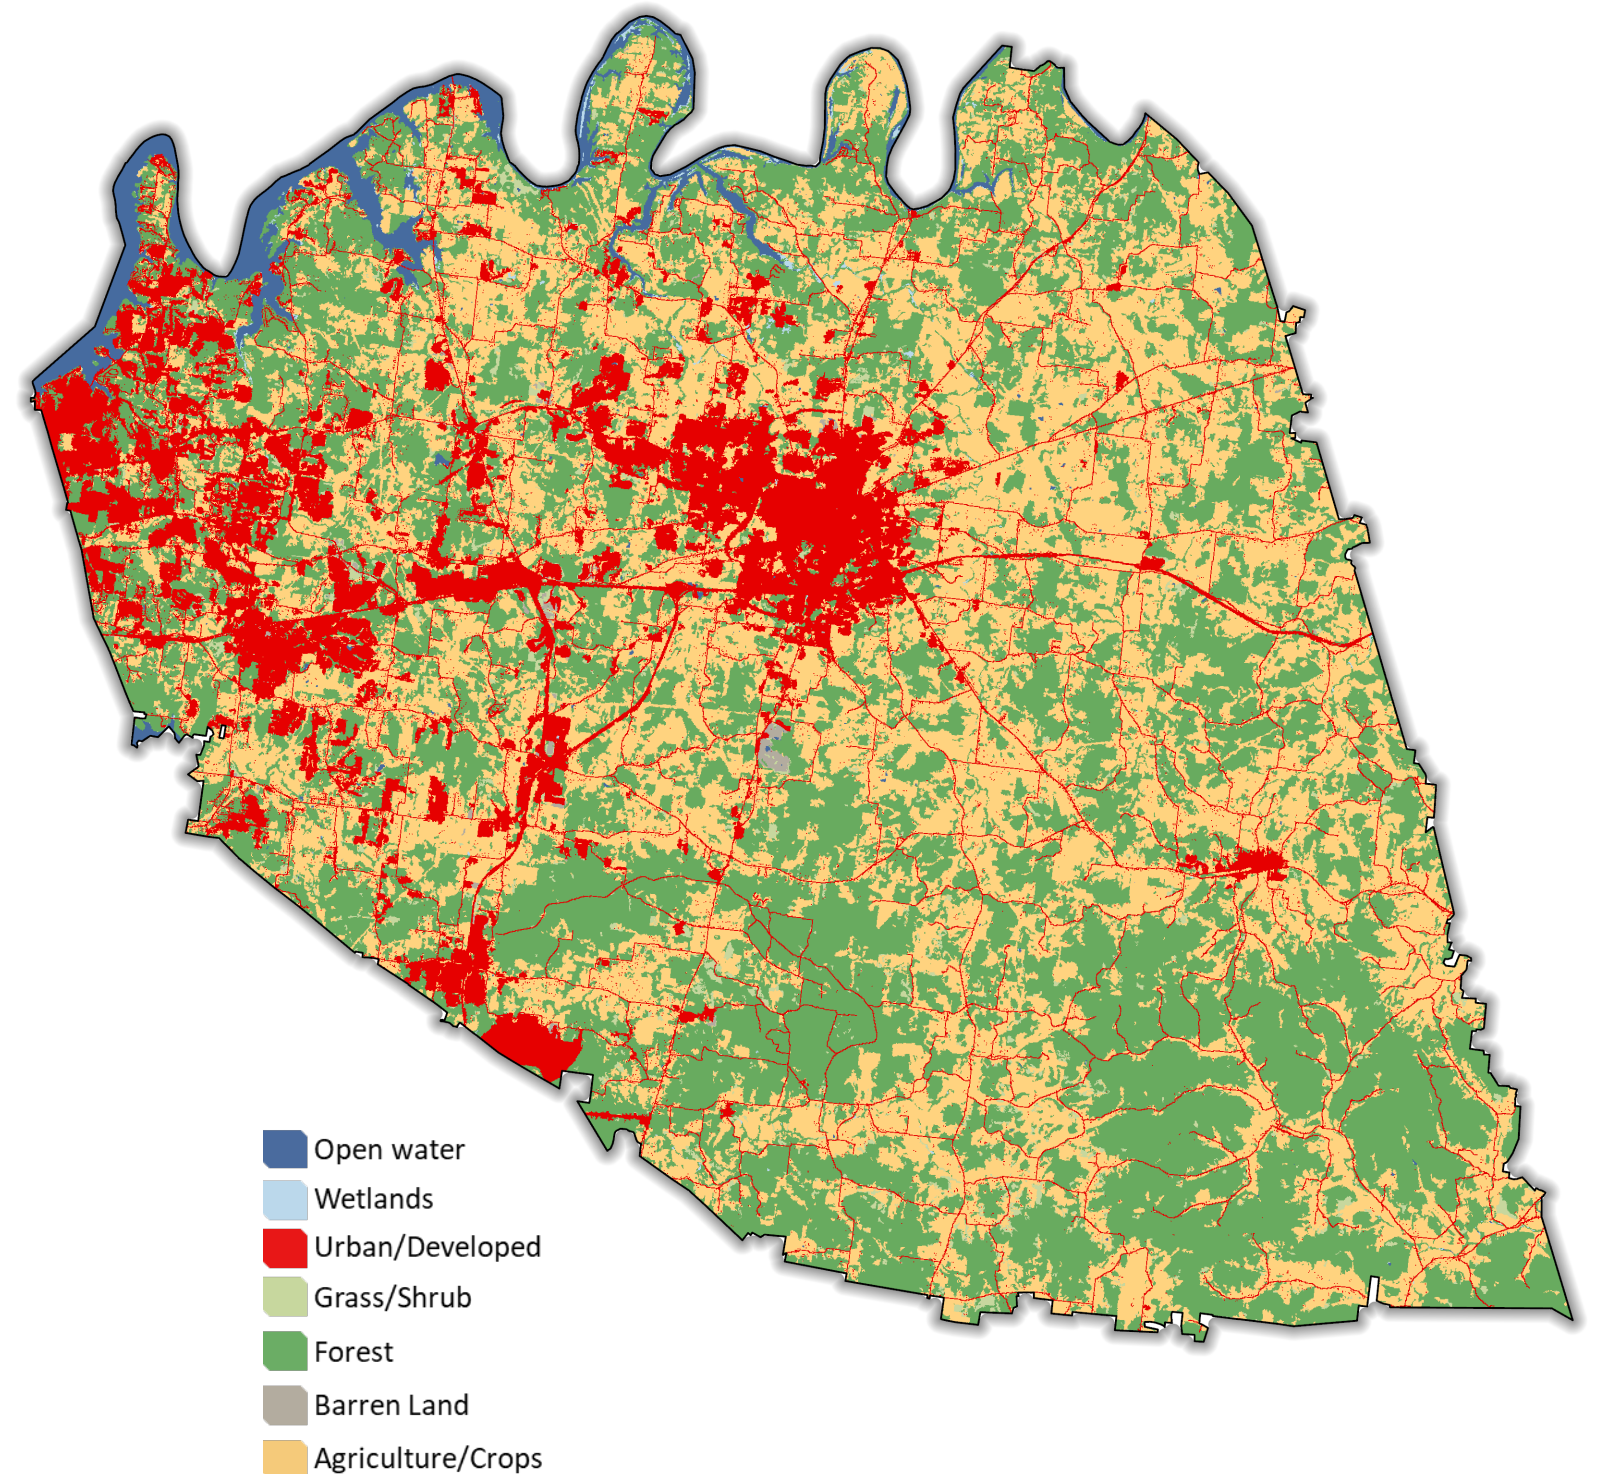 Open water
Wetlands
Urban/Developed
Grass/Shrub
Forest
Barren Land
Agriculture/Crops